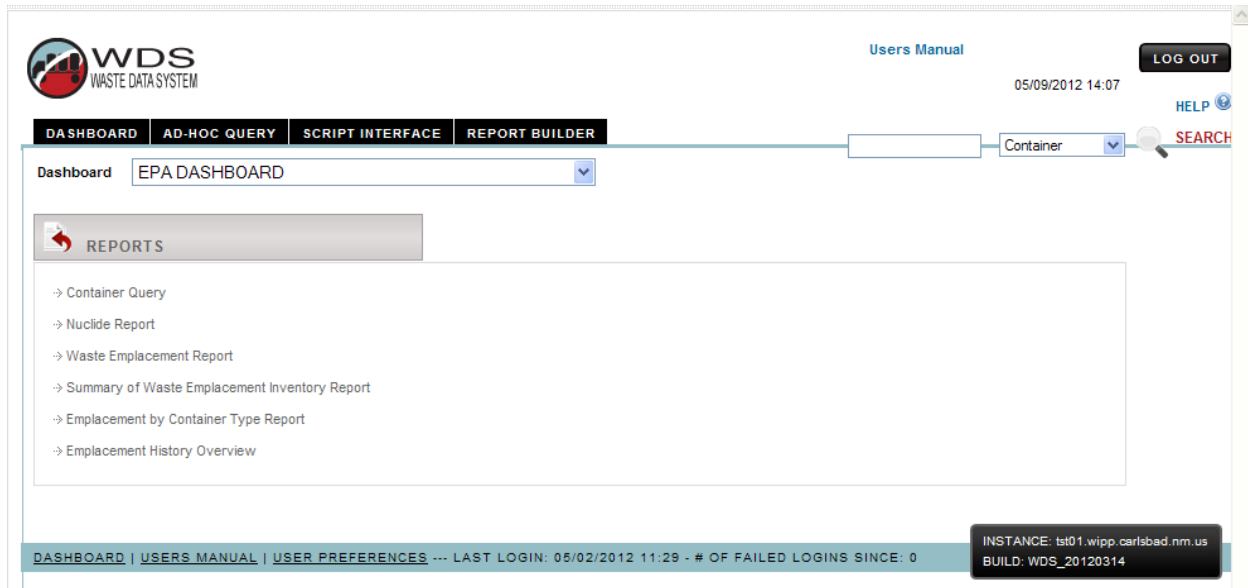 WDS
WASTE DATA SYSTEM
Users Manual
LOG OUT
05/09/2012 14:07
HELP
DASHBOARD AD-HOC QUERY SCRIPT INTERFACE REPORT BUILDER
Container
SEARCH
Dashboard EPA DASHBOARD
REPORTS
Container Query
Nuclide Report
Waste Emplacement Report
Summary of Waste Emplacement Inventory Report
Emplacement by Container Type Report
Emplacement History Overview
DASHBOARD | USERS MANUAL | USER PREFERENCES --- LAST LOGIN: 05/02/2012 11:29 - # OF FAILED LOGINS SINCE: 0
INSTANCE: tst01.wipp.carlsbad.nm.us
BUILD: WDS_20120314